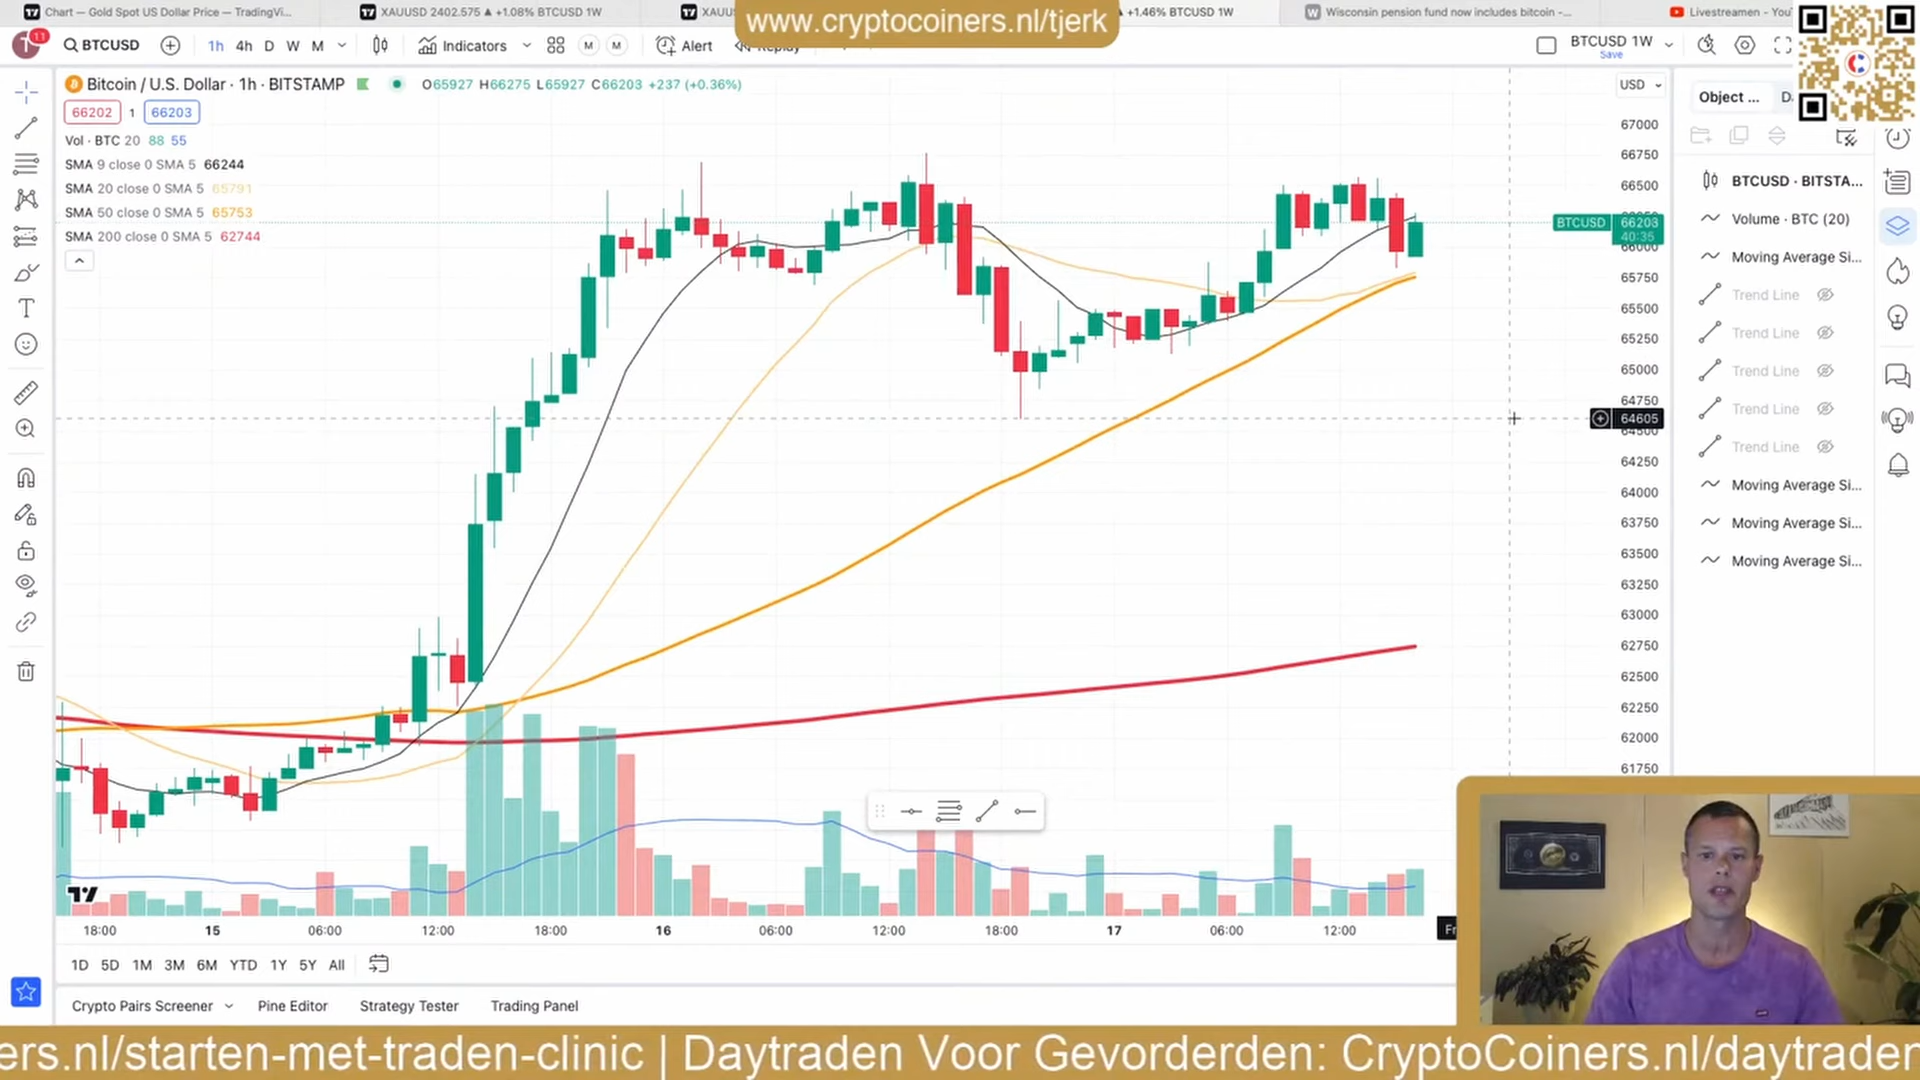 Chart — Gold Spot US Dollar Price — TradingVi...
XAUUSD 2402.575 ▲ +1.08% BTCUSD 1W
XAUU
+1.46% BTCUSD 1W
Wisconsin pension fund now includes bitcoin -...
Livestreamen – You
www.cryptocoiners.nl/tjerk
11
BTCUSD
1h 4h D W M
Indicators
M M
Alert
Replay
BTCUSD 1W
Save
Bitcoin / U.S. Dollar · 1h · BITSTAMP
O65927 H66275 L65927 C66203 +237 (+0.36%)
USD
66202 1 66203
Vol · BTC 20 88 55
SMA 9 close 0 SMA 5 66244
SMA 20 close 0 SMA 5 65791
SMA 50 close 0 SMA 5 65753
SMA 200 close 0 SMA 5 62744
67000
66750
66500
BTCUSD 66203
40:35
66000
65750
65500
65250
65000
64750
64605
64500
64250
64000
63750
63500
63250
63000
62750
62500
62250
62000
61750
Object ...
D
BTCUSD · BITSTA...
Volume · BTC (20)
Moving Average Si...
Trend Line
Trend Line
Trend Line
Trend Line
Trend Line
Moving Average Si...
Moving Average Si...
Moving Average Si...
18:00 15 06:00 12:00 18:00 16 06:00 12:00 18:00 17 06:00 12:00 Fr
1D 5D 1M 3M 6M YTD 1Y 5Y All
Crypto Pairs Screener Pine Editor Strategy Tester Trading Panel
ers.nl/starten-met-traden-clinic | Daytraden Voor Gevorderden: CryptoCoiners.nl/daytraden